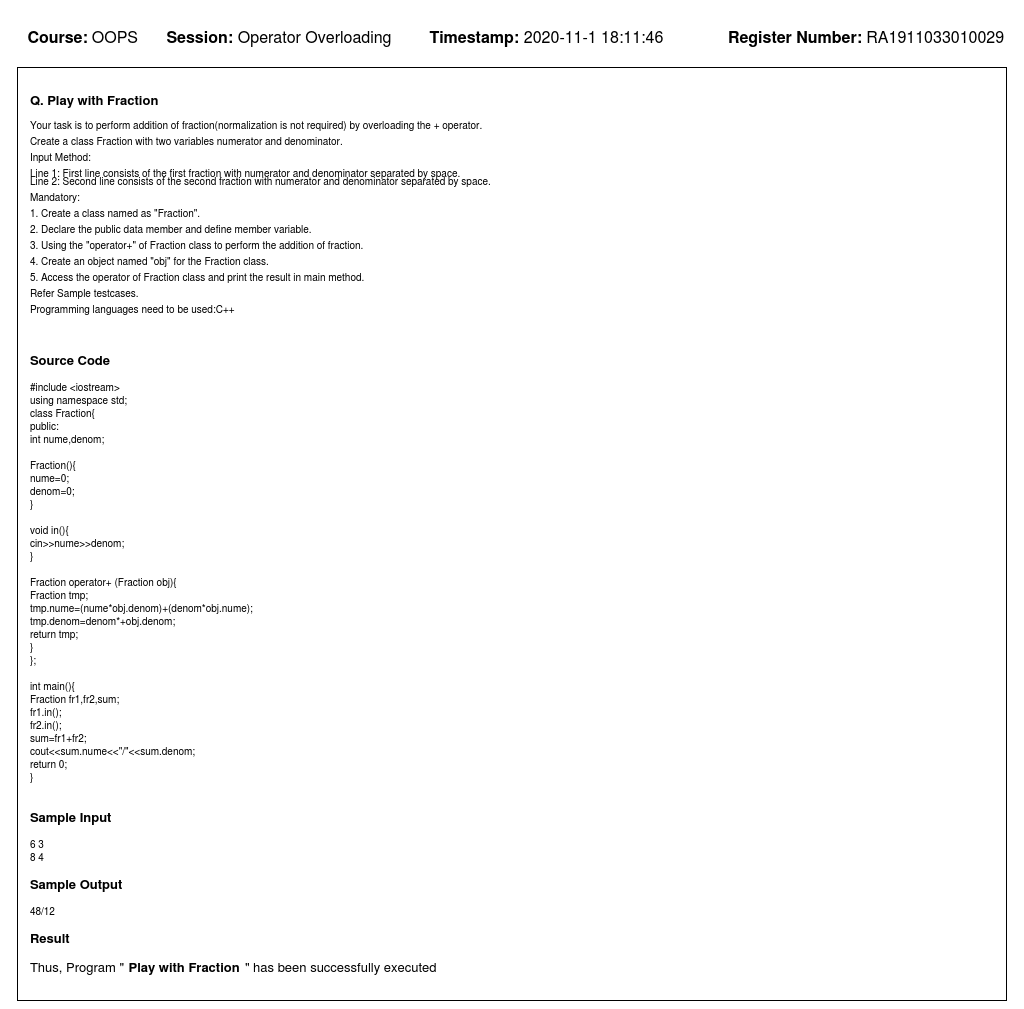 Course: OOPS Session: Operator Overloading Timestamp: 2020-11-1 18:11:46 Register Number: RA1911033010029
Q. Play with Fraction
Your task is to perform addition of fraction(normalization is not required) by overloading the + operator.
Create a class Fraction with two variables numerator and denominator.
Input Method:
Line 1: First line consists of the first fraction with numerator and denominator separated by space.
Line 2: Second line consists of the second fraction with numerator and denominator separated by space.
Mandatory:
1. Create a class named as "Fraction".
2. Declare the public data member and define member variable.
3. Using the "operator+" of Fraction class to perform the addition of fraction.
4. Create an object named "obj" for the Fraction class.
5. Access the operator of Fraction class and print the result in main method.
Refer Sample testcases.
Programming languages need to be used:C++
Source Code
#include <iostream>
using namespace std;
class Fraction{
public:
int nume,denom;
Fraction(){
nume=0;
denom=0;
}
void in(){
cin>>nume>>denom;
}
Fraction operator+ (Fraction obj){
Fraction tmp;
tmp.nume=(nume*obj.denom)+(denom*obj.nume);
tmp.denom=denom*+obj.denom;
return tmp;
}
};
int main(){
Fraction fr1,fr2,sum;
fr1.in();
fr2.in();
sum=fr1+fr2;
cout<<sum.nume<<"/"<<sum.denom;
return 0;
}
Sample Input
6 3
8 4
Sample Output
48/12
Result
Thus, Program " Play with Fraction " has been successfully executed